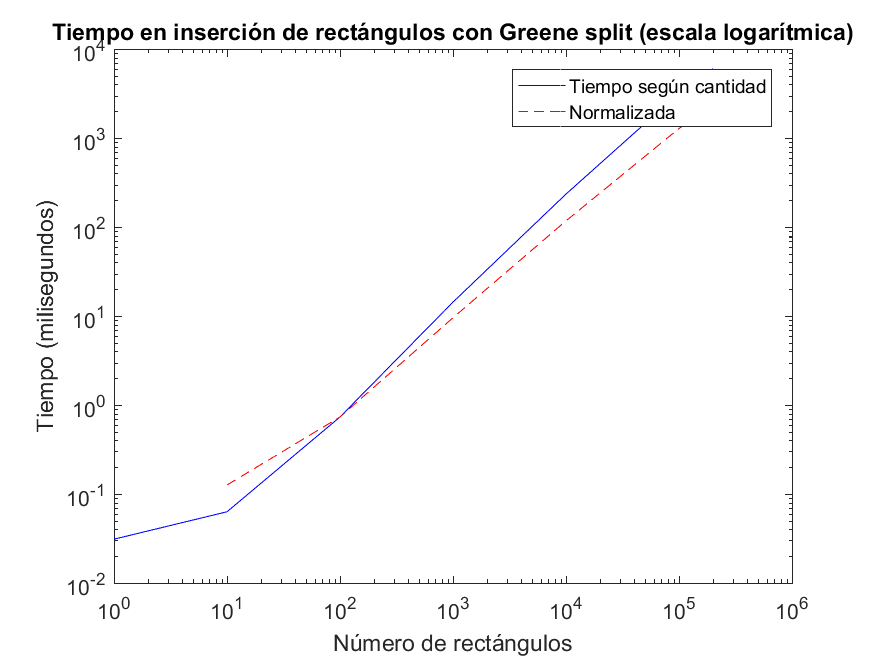 Tiempo en inserción de rectángulos con Greene split (escala logarítmica)
10^4
10^3
10^2
10^1
10^0
10^-1
10^-2
Tiempo (milisegundos)
Tiempo según cantidad
Normalizada
10^0 10^1 10^2 10^3 10^4 10^5 10^6
Número de rectángulos